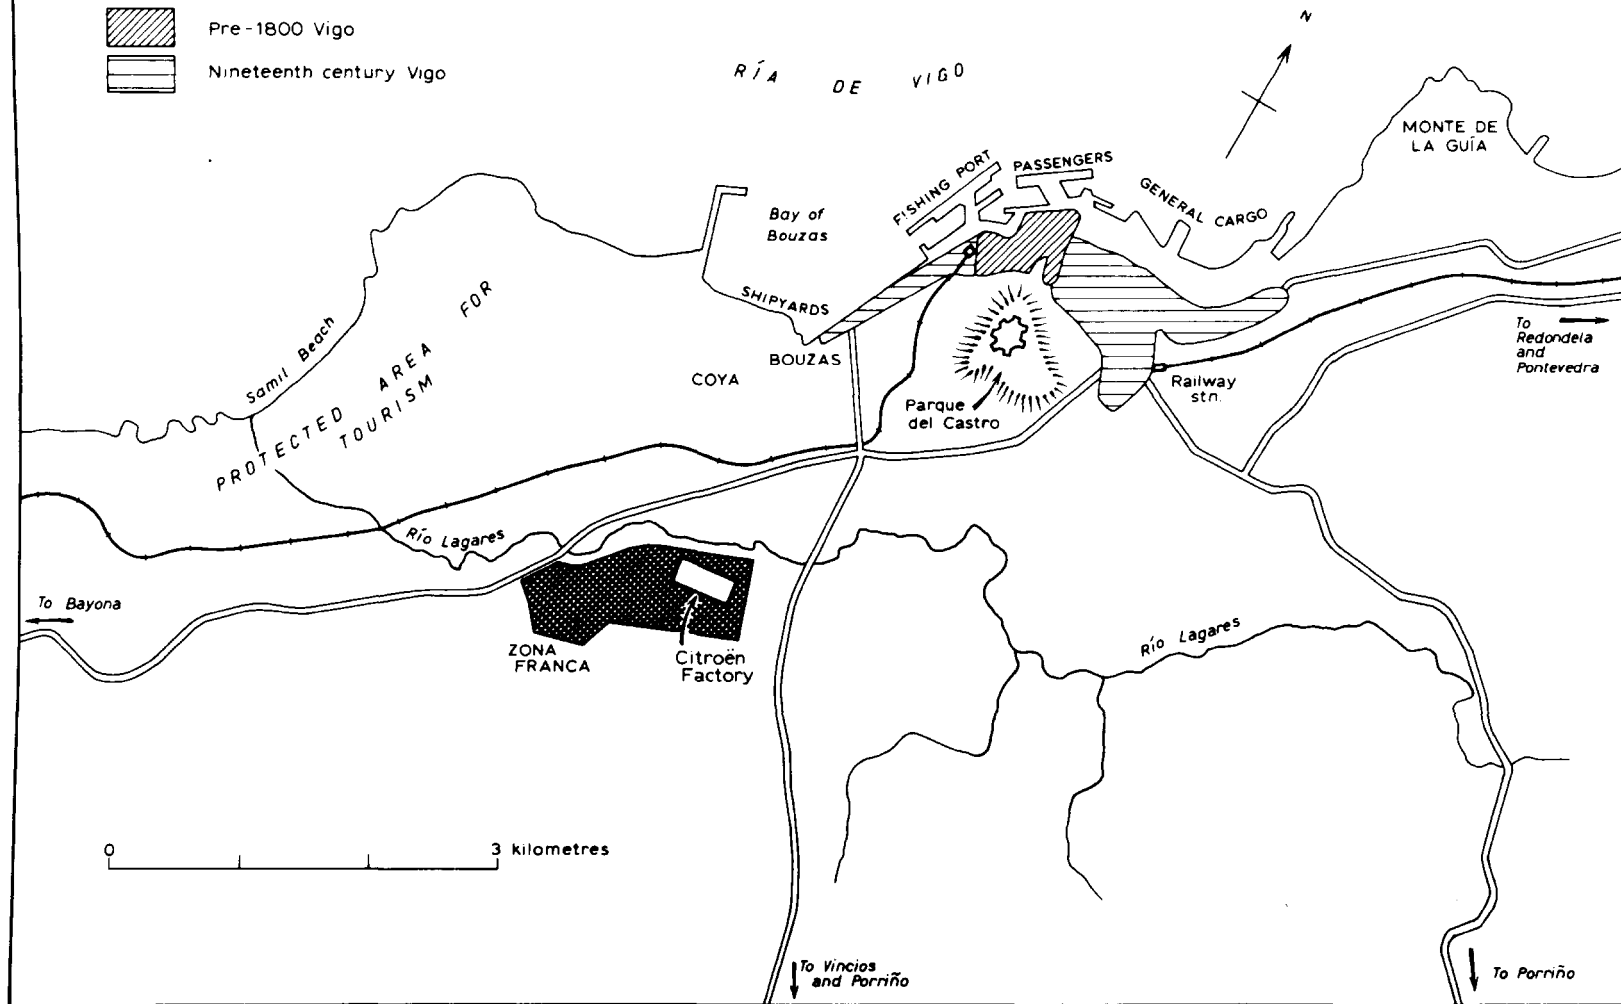 Pre-1800 Vigo
Nineteenth century Vigo
RÍA DE VIGO
N
MONTE DE
LA GUÍA
FISHING PORT
PASSENGERS
GENERAL CARGO
Bay of
Bouzas
SHIPYARDS
BOUZAS
COYA
Samil Beach
PROTECTED AREA FOR
TOURISM
Parque
del Castro
Railway
stn.
To
Redondela
and
Pontevedra
Río Lagares
To Bayona
ZONA
FRANCA
Citroën
Factory
Río Lagares
0 3 kilometres
To Vincios
and Porriño
To Porriño